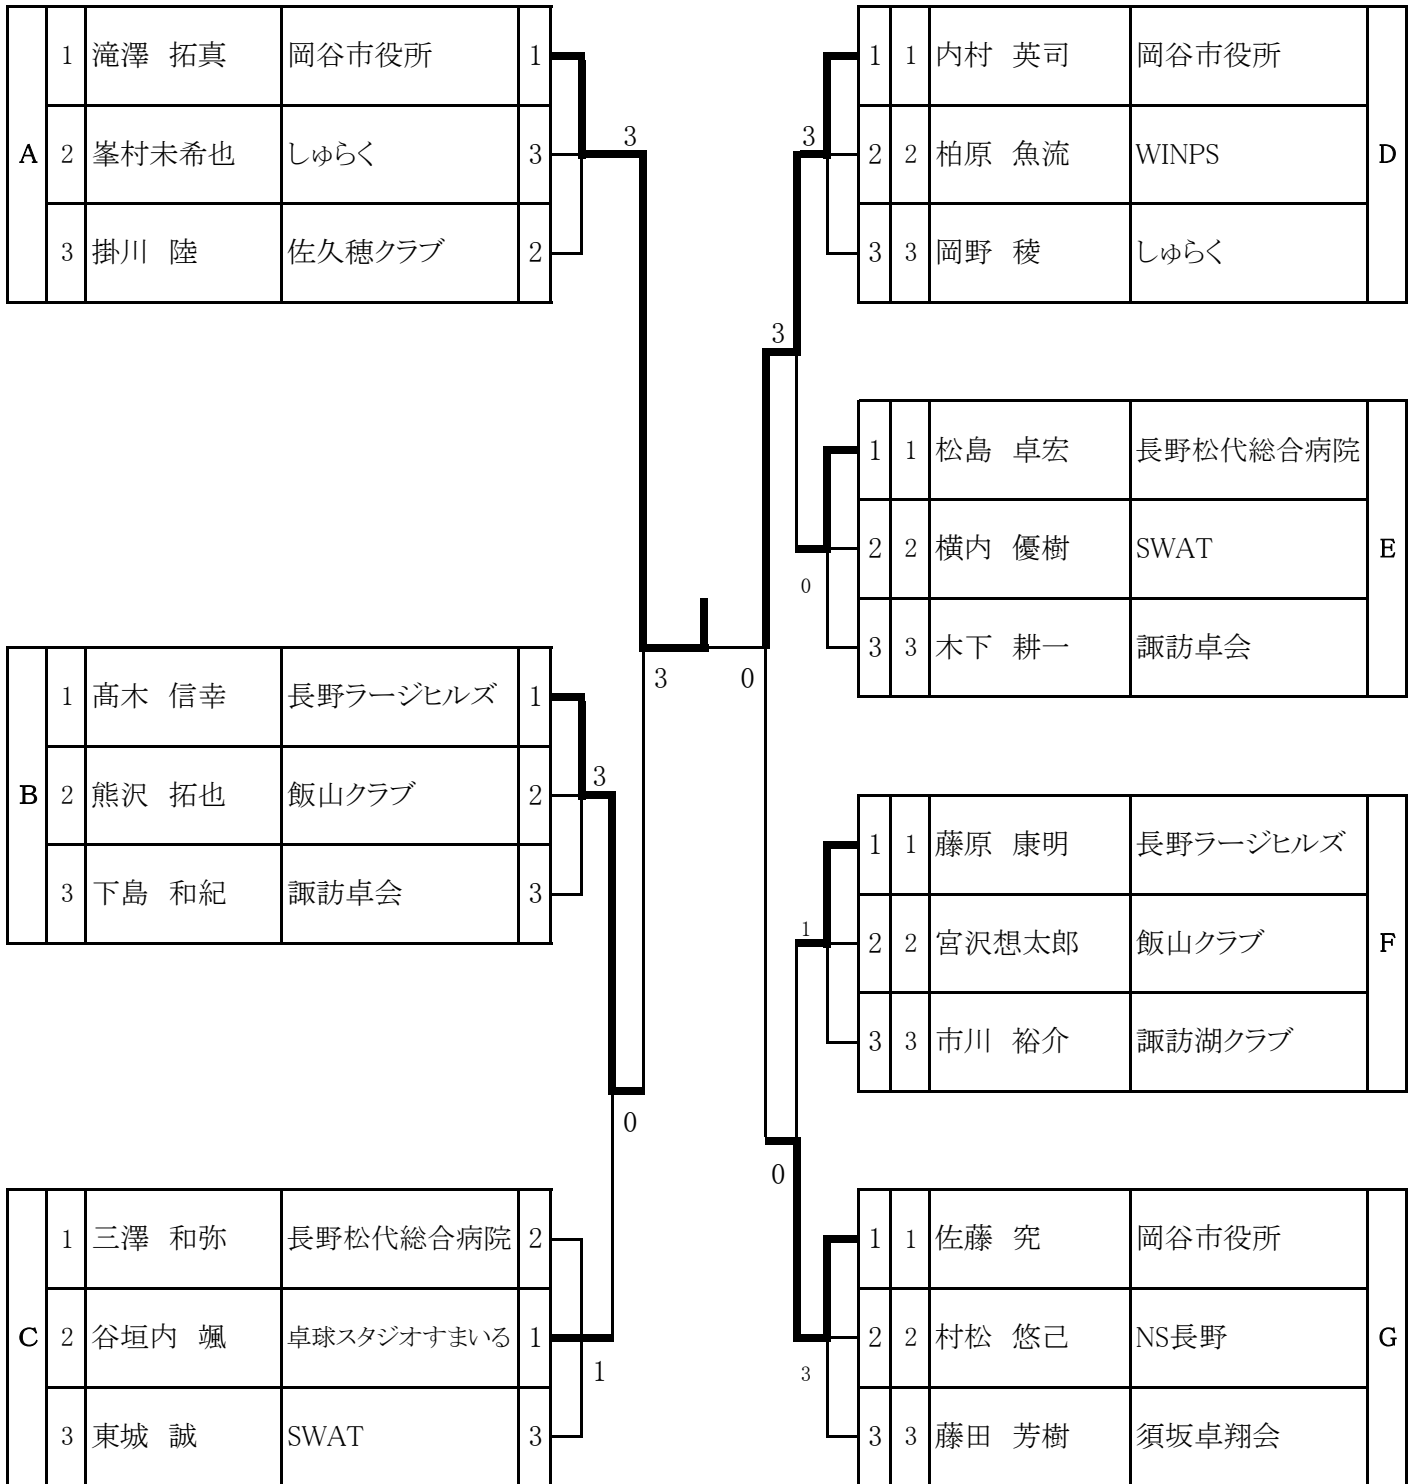 A
1 滝澤 拓真 岡谷市役所 1
2 峯村未希也 しゅらく 3
3 掛川 陸 佐久穂クラブ 2
3
B
1 髙木 信幸 長野ラージヒルズ 1
2 熊沢 拓也 飯山クラブ 2
3 下島 和紀 諏訪卓会 3
3
0
C
1 三澤 和弥 長野松代総合病院 2
2 谷垣内 颯 卓球スタジオすまいる 1
3 東城 誠 SWAT 3
1
3 0
D
1 1 内村 英司 岡谷市役所
2 2 柏原 魚流 WINPS
3 3 岡野 稜 しゅらく
3
3
E
1 1 松島 卓宏 長野松代総合病院
2 2 横内 優樹 SWAT
3 3 木下 耕一 諏訪卓会
0
F
1 1 藤原 康明 長野ラージヒルズ
2 2 宮沢想太郎 飯山クラブ
3 3 市川 裕介 諏訪湖クラブ
1
0
G
1 1 佐藤 究 岡谷市役所
2 2 村松 悠己 NS長野
3 3 藤田 芳樹 須坂卓翔会
3